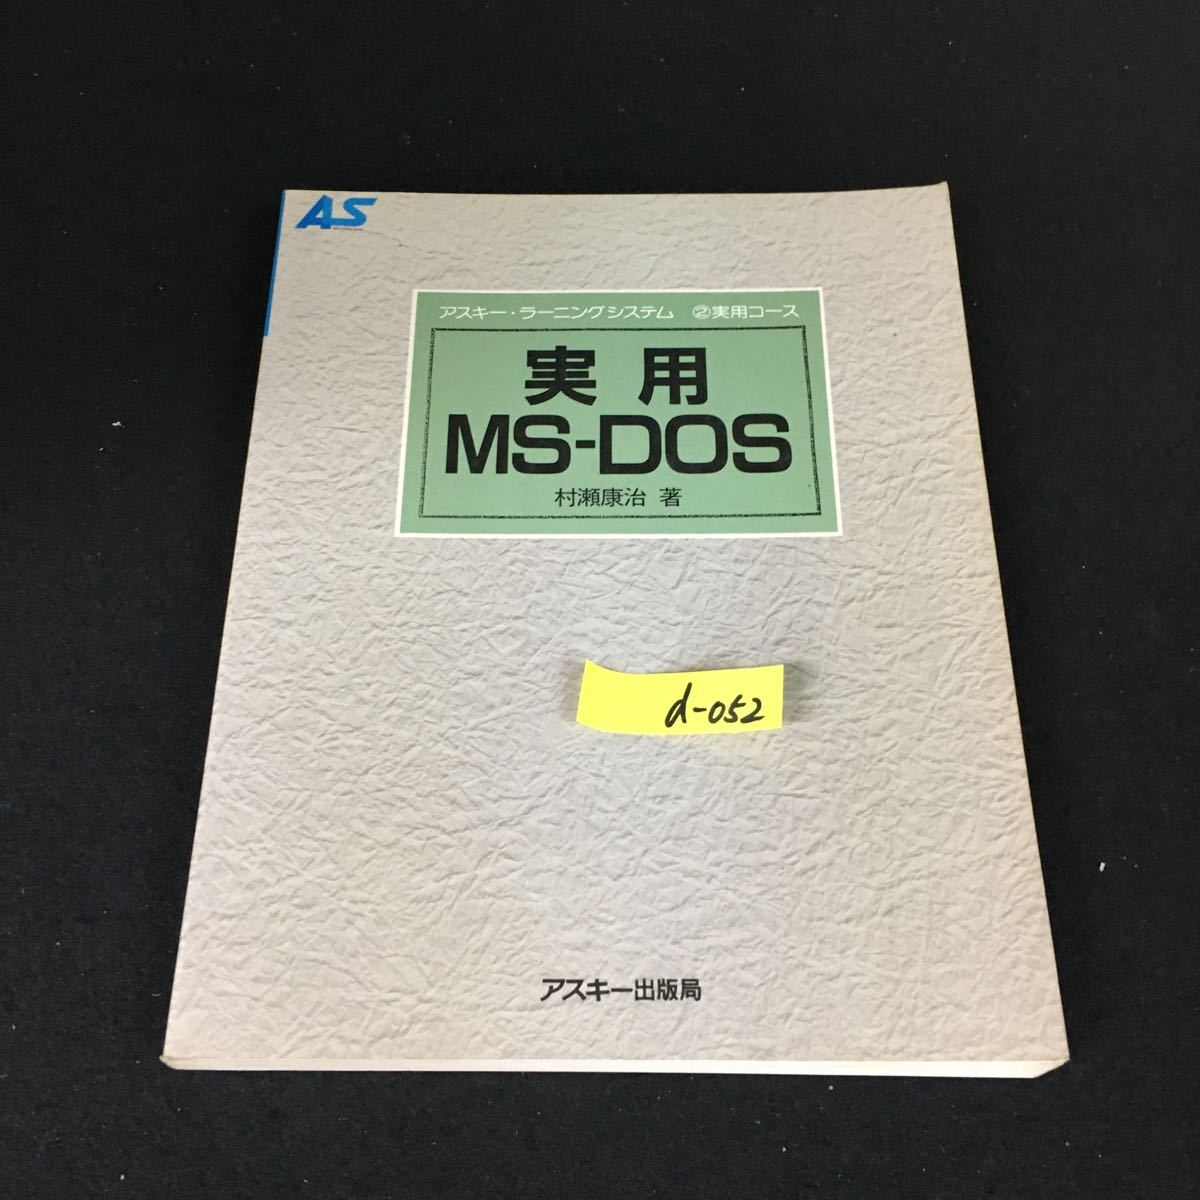 AS
アスキー・ラーニングシステム ②実用コース
実用
MS-DOS
村瀬康治 著
d-052
アスキー出版局